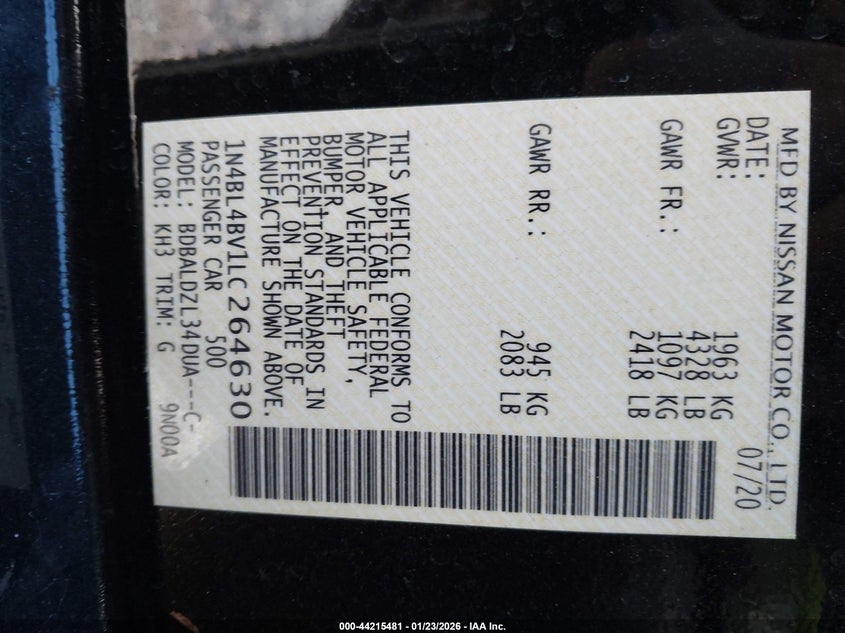 MFD BY NISSAN MOTOR CO., LTD.
DATE: 07/20
GVWR: 1963 KG
4328 LB
GAWR FR.: 1097 KG
2418 LB
GAWR RR.: 945 KG
2083 LB
THIS VEHICLE CONFORMS TO
ALL APPLICABLE FEDERAL
MOTOR VEHICLE SAFETY,
BUMPER, AND THEFT
PREVENTION STANDARDS IN
EFFECT ON THE DATE OF
MANUFACTURE SHOWN ABOVE.
1N4BL4BV1LC264630
PASSENGER CAR 500
MODEL: BDBALDZL34DUA---C-
COLOR: KH3 TRIM: G 9N00A
000-44215481 - 01/23/2026 - IAA Inc.